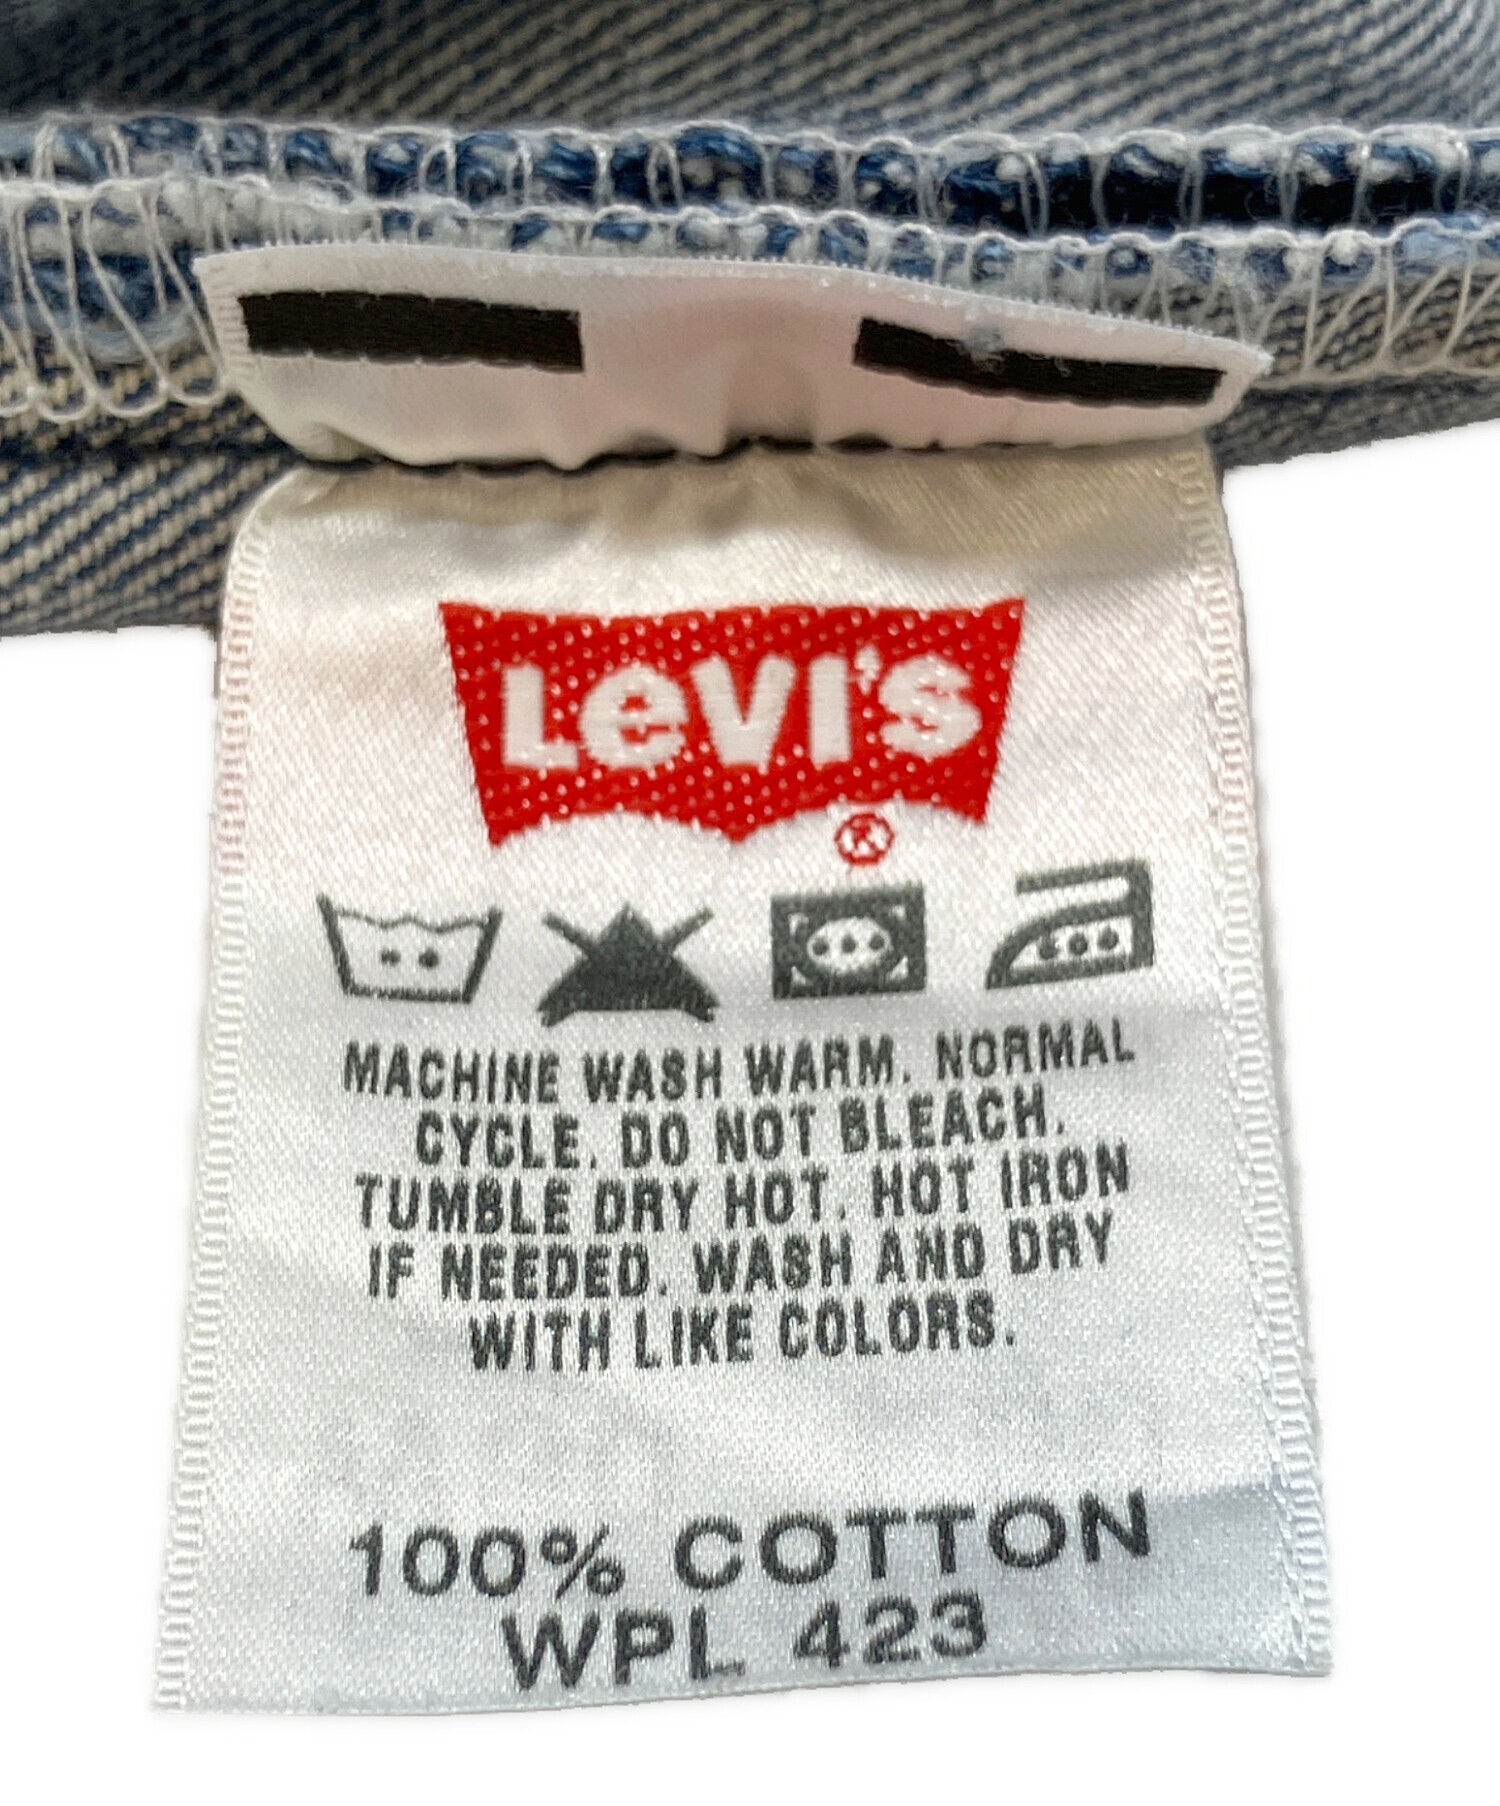 LEVI'S
®
MACHINE WASH WARM. NORMAL
CYCLE. DO NOT BLEACH.
TUMBLE DRY HOT. HOT IRON
IF NEEDED. WASH AND DRY
WITH LIKE COLORS.
100% COTTON
WPL 423